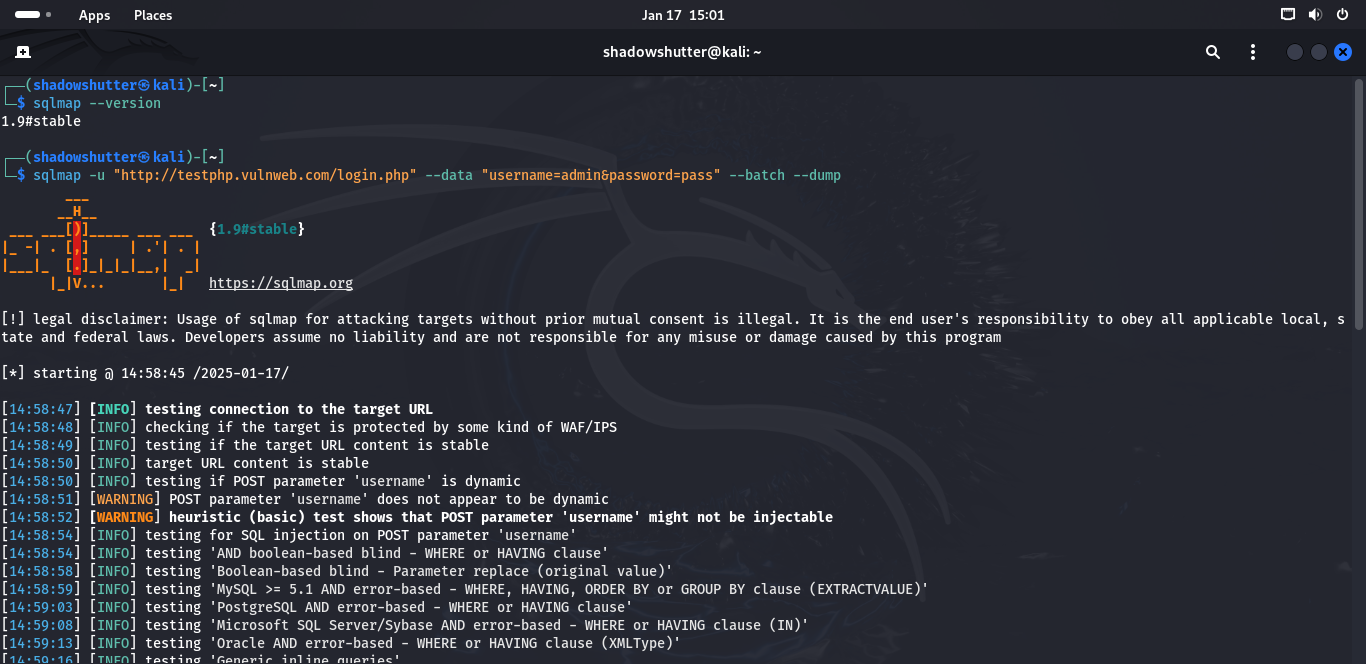 Apps Places Jan 17 15:01
shadowshutter@kali: ~
┌──(shadowshutter㉿kali)-[~]
└─$ sqlmap --version
1.9#stable
┌──(shadowshutter㉿kali)-[~]
└─$ sqlmap -u "http://testphp.vulnweb.com/login.php" --data "username=admin&password=pass" --batch --dump
        ___
       __H__
 ___ ___[)]_____ ___ ___  {1.9#stable}
|_ -| . [,]     | .'| . |
|___|_  [.]_|_|_|__,|  _|
      |_|V...       |_|   https://sqlmap.org
[!] legal disclaimer: Usage of sqlmap for attacking targets without prior mutual consent is illegal. It is the end user's responsibility to obey all applicable local, s
tate and federal laws. Developers assume no liability and are not responsible for any misuse or damage caused by this program
[*] starting @ 14:58:45 /2025-01-17/
[14:58:47] [INFO] testing connection to the target URL
[14:58:48] [INFO] checking if the target is protected by some kind of WAF/IPS
[14:58:49] [INFO] testing if the target URL content is stable
[14:58:50] [INFO] target URL content is stable
[14:58:50] [INFO] testing if POST parameter 'username' is dynamic
[14:58:51] [WARNING] POST parameter 'username' does not appear to be dynamic
[14:58:52] [WARNING] heuristic (basic) test shows that POST parameter 'username' might not be injectable
[14:58:54] [INFO] testing for SQL injection on POST parameter 'username'
[14:58:54] [INFO] testing 'AND boolean-based blind - WHERE or HAVING clause'
[14:58:58] [INFO] testing 'Boolean-based blind - Parameter replace (original value)'
[14:58:59] [INFO] testing 'MySQL >= 5.1 AND error-based - WHERE, HAVING, ORDER BY or GROUP BY clause (EXTRACTVALUE)'
[14:59:03] [INFO] testing 'PostgreSQL AND error-based - WHERE or HAVING clause'
[14:59:08] [INFO] testing 'Microsoft SQL Server/Sybase AND error-based - WHERE or HAVING clause (IN)'
[14:59:13] [INFO] testing 'Oracle AND error-based - WHERE or HAVING clause (XMLType)'
[14:59:16] [INFO] testing 'Generic inline queries'